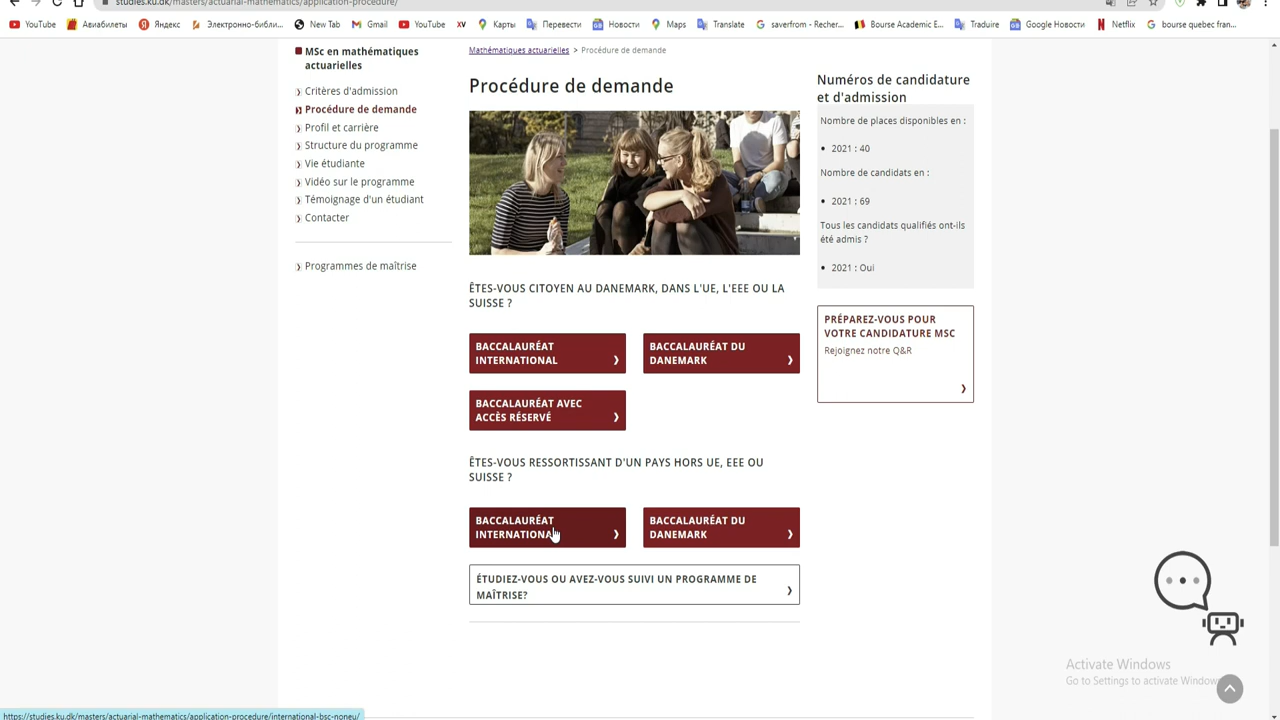 studies.ku.dk/masters/actuarial-mathematics/application-procedure/
YouTube Авиабилеты Яндекс Электронно-библи... New Tab Gmail YouTube XV Карты Перевести Новости Maps Translate saverfrom - Recher... Bourse Academic E... Traduire Google Новости Netflix bourse quebec fran...
MSc en mathématiques
actuarielles
Critères d'admission
Procédure de demande
Profil et carrière
Structure du programme
Vie étudiante
Vidéo sur le programme
Témoignage d'un étudiant
Contacter
Programmes de maîtrise
Mathématiques actuarielles > Procédure de demande
Procédure de demande
ÊTES-VOUS CITOYEN AU DANEMARK, DANS L'UE, L'EEE OU LA
SUISSE ?
BACCALAURÉAT
INTERNATIONAL
BACCALAURÉAT DU
DANEMARK
BACCALAURÉAT AVEC
ACCÈS RÉSERVÉ
ÊTES-VOUS RESSORTISSANT D'UN PAYS HORS UE, EEE OU
SUISSE ?
BACCALAURÉAT
INTERNATIONAL
BACCALAURÉAT DU
DANEMARK
ÉTUDIEZ-VOUS OU AVEZ-VOUS SUIVI UN PROGRAMME DE
MAÎTRISE?
Numéros de candidature
et d'admission
Nombre de places disponibles en :
2021 : 40
Nombre de candidats en :
2021 : 69
Tous les candidats qualifiés ont-ils
été admis ?
2021 : Oui
PRÉPAREZ-VOUS POUR
VOTRE CANDIDATURE MSC
Rejoignez notre Q&R
Activate Windows
Go to Settings to activate Windows.
https://studies.ku.dk/masters/actuarial-mathematics/application-procedure/international-bsc-noneu/